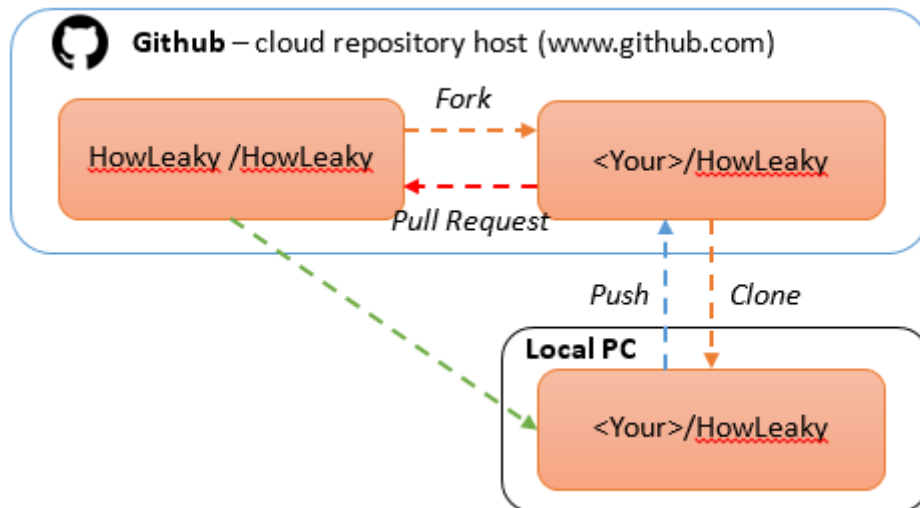 Github – cloud repository host (www.github.com)
Fork
HowLeaky /HowLeaky
<Your>/HowLeaky
Pull Request
Push
Clone
Local PC
<Your>/HowLeaky